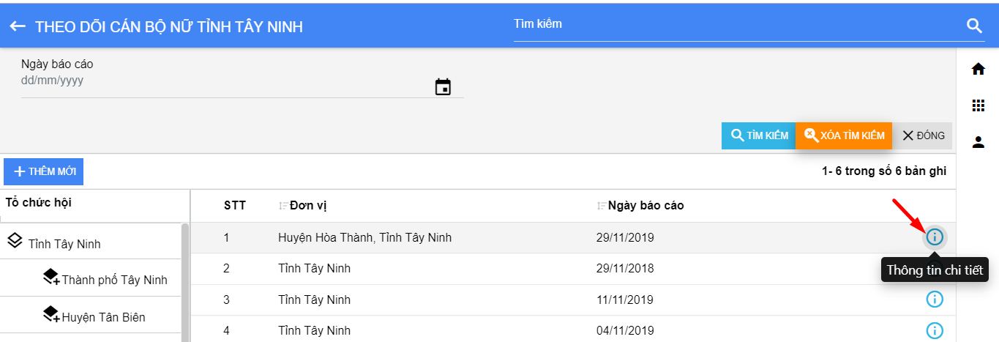 THEO DÕI CÁN BỘ NỮ TỈNH TÂY NINH
Tìm kiếm
Ngày báo cáo
dd/mm/yyyy
TÌM KIẾM
XÓA TÌM KIẾM
ĐÓNG
THÊM MỚI
1- 6 trong số 6 bản ghi
Tổ chức hội
Tỉnh Tây Ninh
Thành phố Tây Ninh
Huyện Tân Biên
STT Đơn vị Ngày báo cáo
1 Huyện Hòa Thành, Tỉnh Tây Ninh 29/11/2019
Thông tin chi tiết
2 Tỉnh Tây Ninh 29/11/2018
3 Tỉnh Tây Ninh 11/11/2019
4 Tỉnh Tây Ninh 04/11/2019